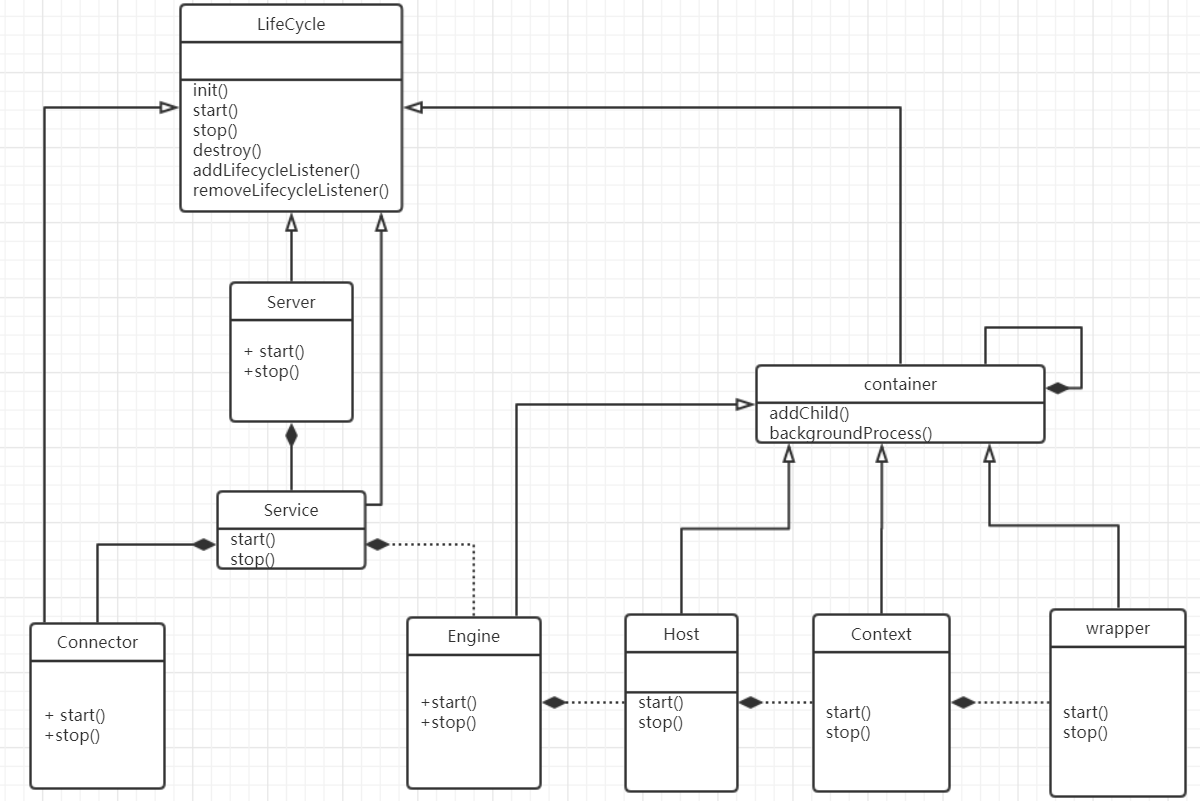 LifeCycle
init()
start()
stop()
destroy()
addLifecycleListener()
removeLifecycleListener()
Server
+ start()
+stop()
container
addChild()
backgroundProcess()
Service
start()
stop()
Connector
+ start()
+stop()
Engine
+start()
+stop()
Host
start()
stop()
Context
start()
stop()
wrapper
start()
stop()